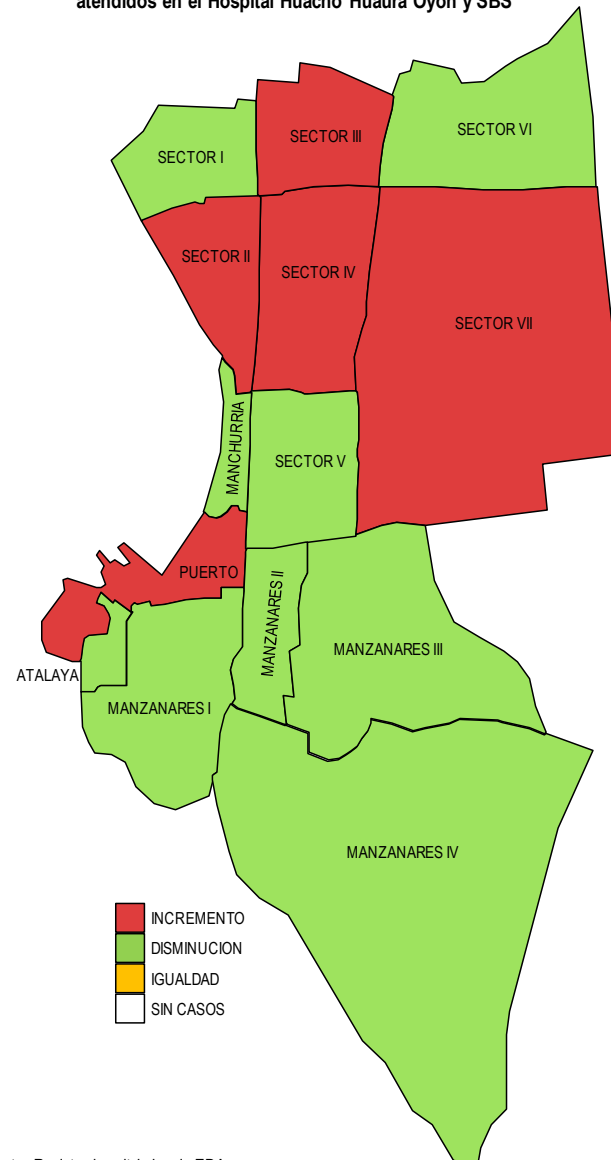 atendidos en el Hospital Huacho Huaura Oyon y SBS
SECTOR III
SECTOR VI
SECTOR I
SECTOR II
SECTOR IV
SECTOR VII
MANCHURRIA
SECTOR V
PUERTO
MANZANARES II
MANZANARES III
ATALAYA
MANZANARES I
MANZANARES IV
INCREMENTO
DISMINUCION
IGUALDAD
SIN CASOS